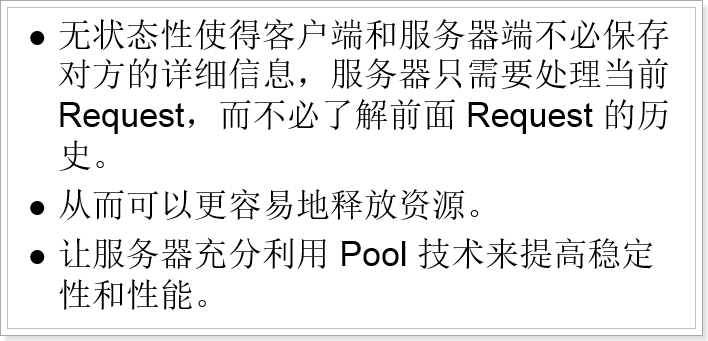 ● 无状态性使得客户端和服务器端不必保存
对方的详细信息，服务器只需要处理当前
Request，而不必了解前面 Request 的历
史。
● 从而可以更容易地释放资源。
● 让服务器充分利用 Pool 技术来提高稳定
性和性能。